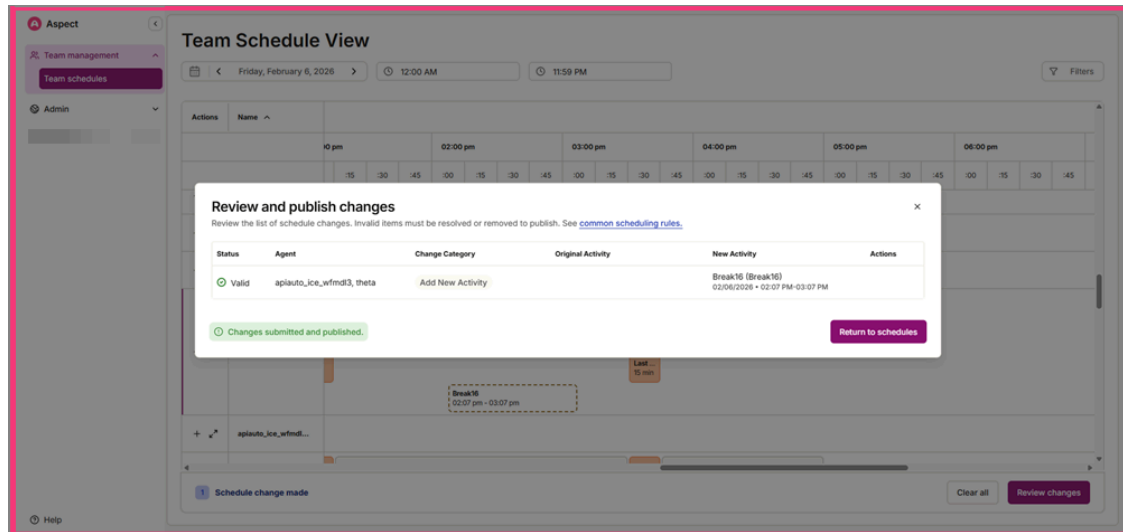 Aspect
Team management
Team schedules
Admin
Help
Team Schedule View
Friday, February 6, 2026
12:00 AM
11:59 PM
Filters
Actions Name
02:00 pm 03:00 pm 04:00 pm 05:00 pm 06:00 pm
:15 :30 :45 :00 :15 :30 :45 :00 :15 :30 :45 :00 :15 :30 :45 :00 :15 :30 :45 :00 :15 :30 :45
Review and publish changes
Review the list of schedule changes. Invalid items must be resolved or removed to publish. See common scheduling rules.
Status Agent Change Category Original Activity New Activity Actions
Valid apiauto_ice_wfmdl3, theta Add New Activity Break16 (Break16)
02/06/2026 • 02:07 PM-03:07 PM
Changes submitted and published.
Return to schedules
Last ...
15 min
Break16
02:07 pm - 03:07 pm
apiauto_ice_wfmdl...
1 Schedule change made
Clear all
Review changes